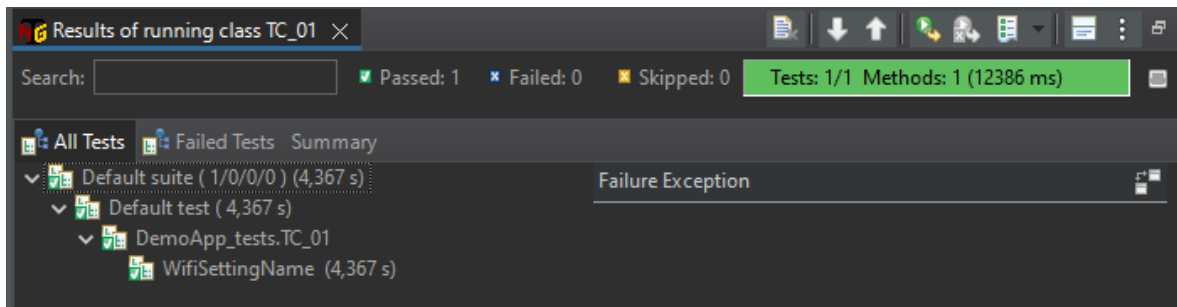 Results of running class TC_01
Search:
Passed: 1
Failed: 0
Skipped: 0
Tests: 1/1 Methods: 1 (12386 ms)
All Tests
Failed Tests
Summary
Default suite ( 1/0/0/0 ) (4,367 s)
Failure Exception
Default test ( 4,367 s)
DemoApp_tests.TC_01
WifiSettingName (4,367 s)